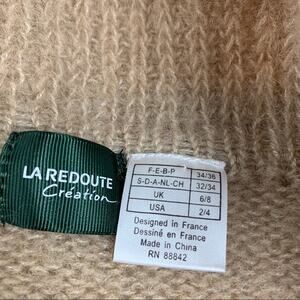 LA REDOUTE
Création
F-E-B-P 34/36
S-D-A-NL-CH 32/34
UK 6/8
USA 2/4
Designed in France
Dessiné en France
Made in China
RN 88842